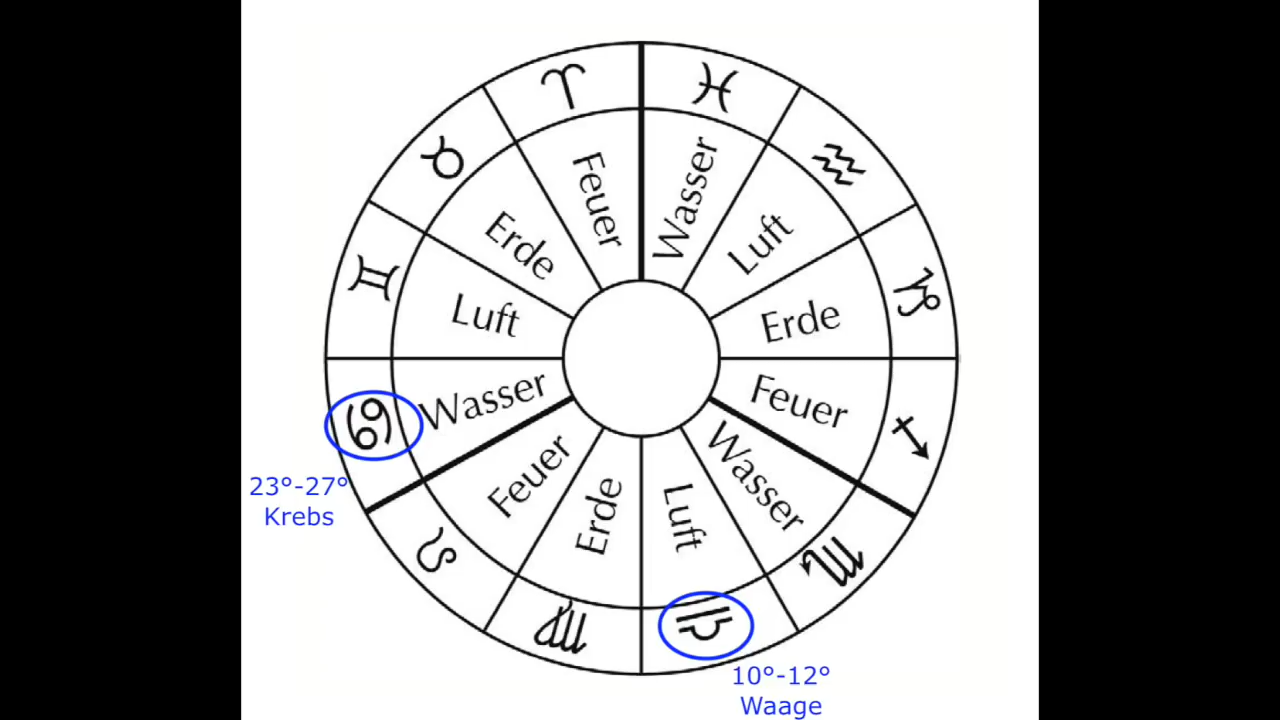 ♈
♓
♉
♒
Feuer
Wasser
Erde
Luft
♊
♑
Luft
Erde
♋
Wasser
Feuer
♐
23°-27°
Krebs
Feuer
Erde
Luft
Wasser
♌
♏
♍
♎
10°-12°
Waage